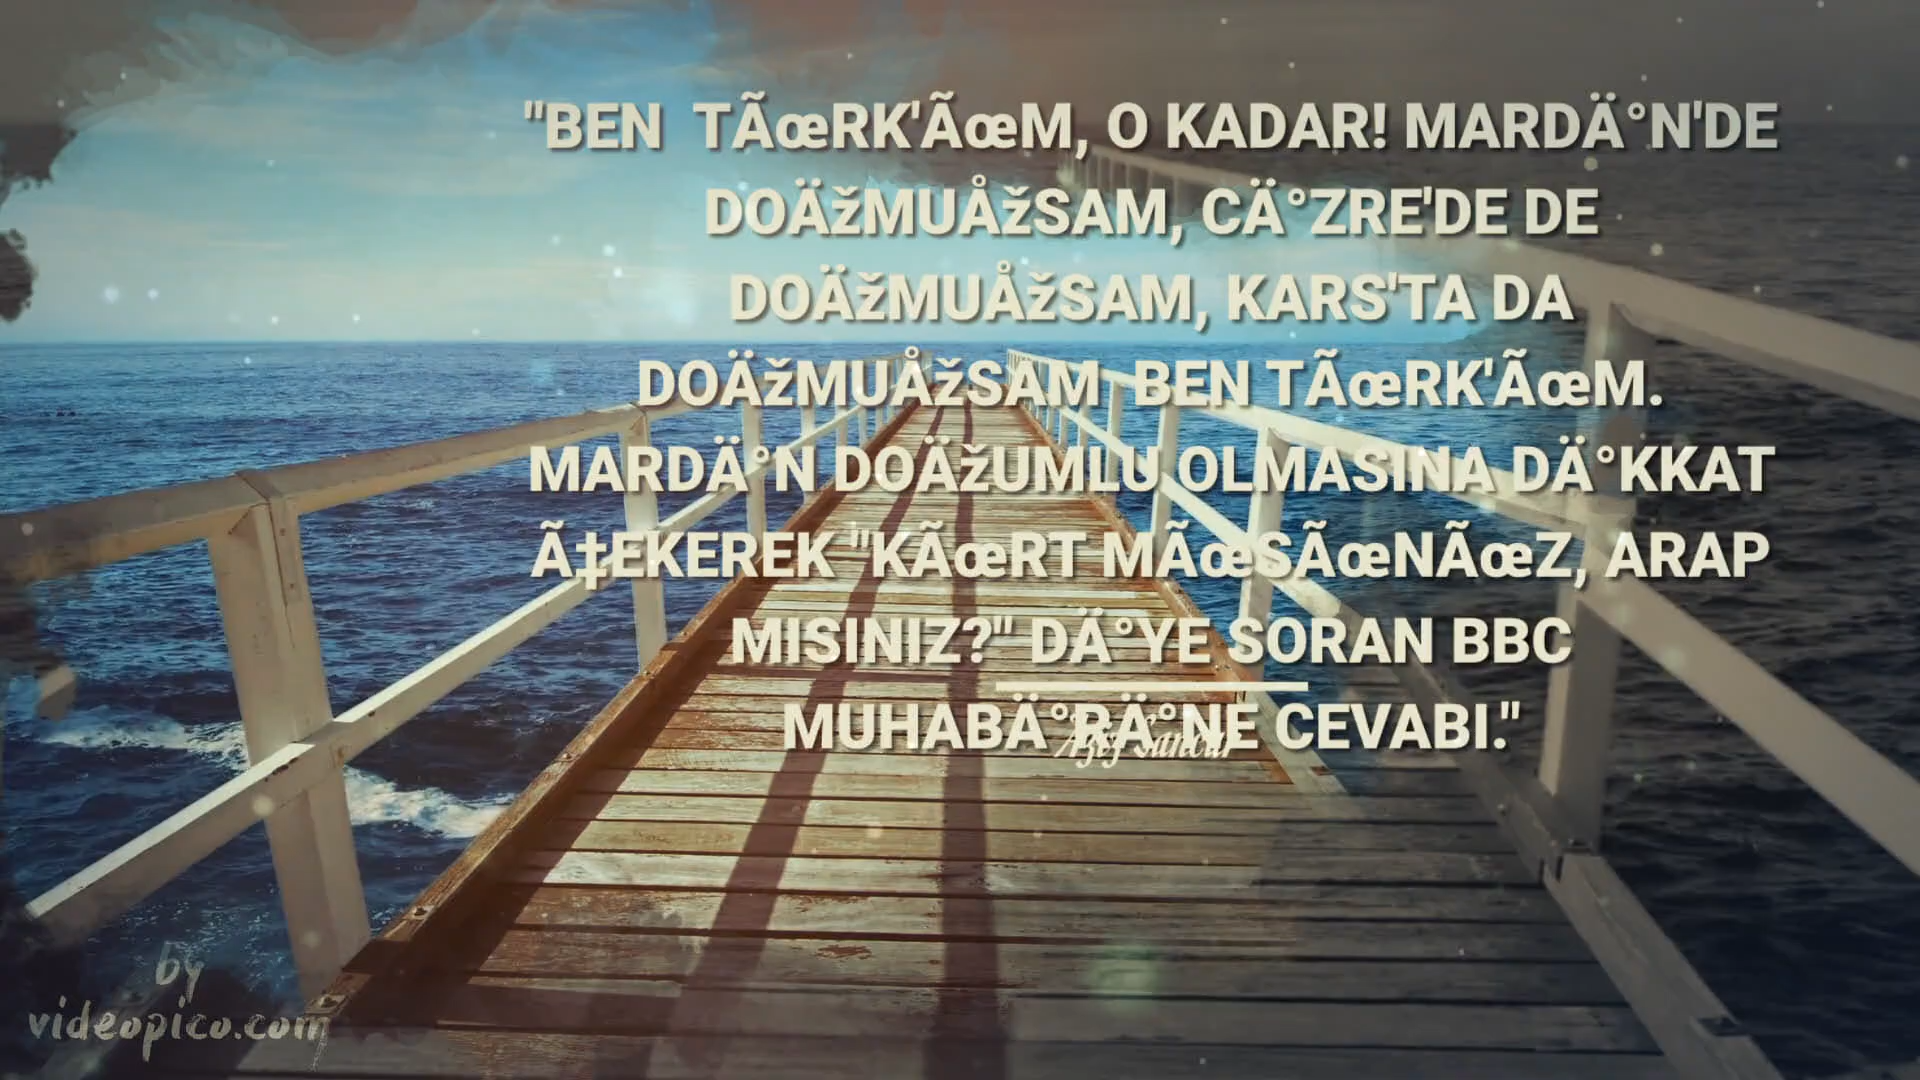 "BEN TÃœRK'ÃœM, O KADAR! MARDÄ°N'DE
DOÄžMUÅžSAM, CÄ°ZRE'DE DE
DOÄžMUÅžSAM, KARS'TA DA
DOÄžMUÅžSAM BEN TÃœRK'ÃœM.
MARDÄ°N DOÄžUMLU OLMASINA DÄ°KKAT
Ã‡EKEREK "KÃœRT MÃœSÃœNÃœZ, ARAP
MISINIZ?" DÄ°YE SORAN BBC
MUHABÄ°RÄ°NE CEVABI."
Aziz Sancar
by
videopico.com